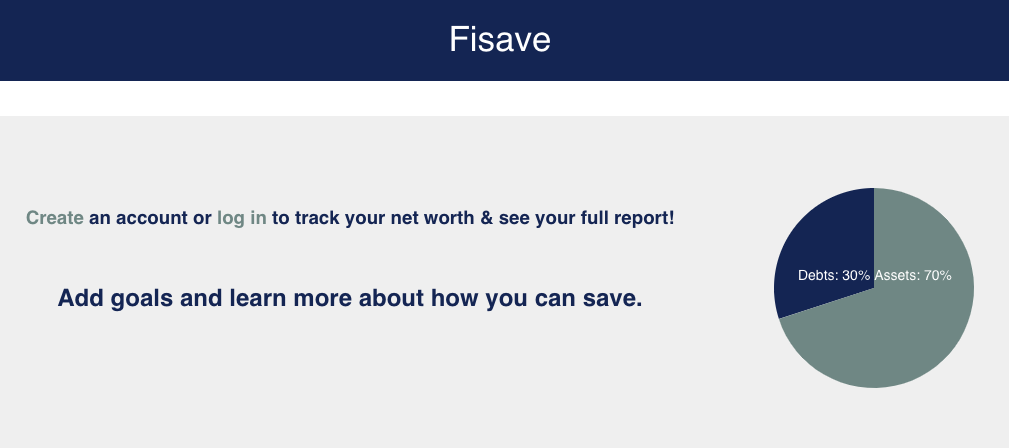 Fisave
Create an account or log in to track your net worth & see your full report!
Add goals and learn more about how you can save.
Debts: 30% Assets: 70%